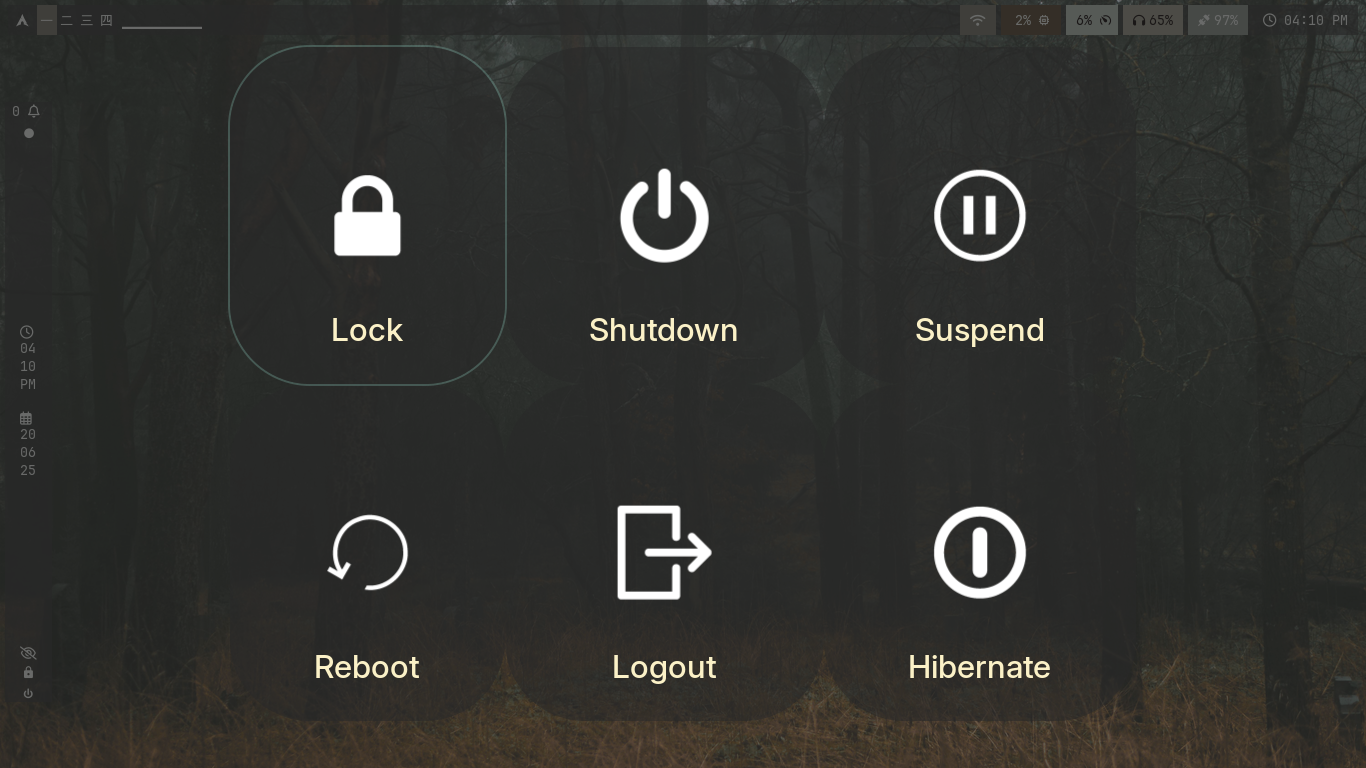 一 二 三 四
2% 6% 65% 97% 04:10 PM
0
04
10
PM
20
06
25
Lock Shutdown Suspend
Reboot Logout Hibernate